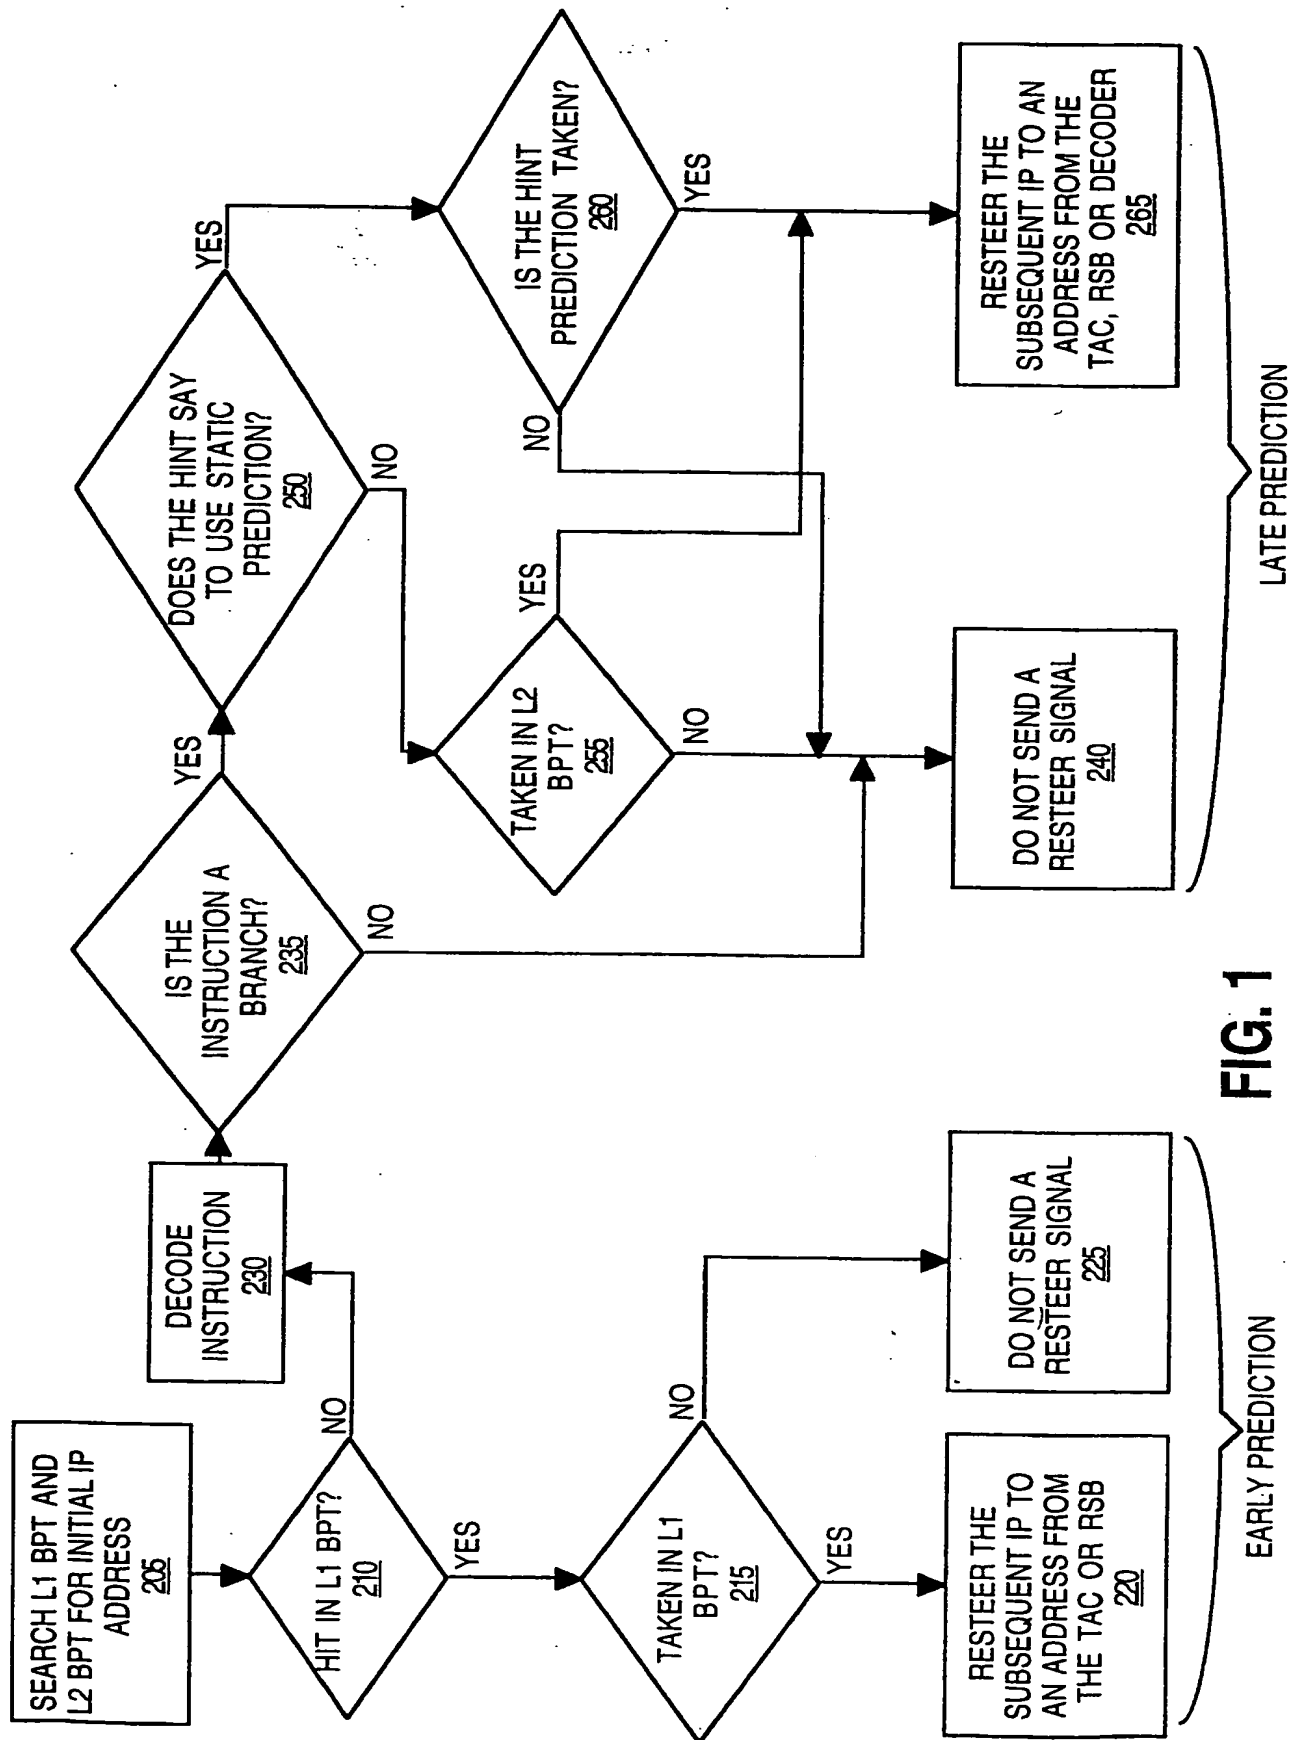 SEARCH L1 BPT AND
L2 BPT FOR INITIAL IP
ADDRESS
205
HIT IN L1 BPT?
210
NO
YES
DECODE
INSTRUCTION
230
TAKEN IN L1
BPT?
215
NO
YES
RESTEER THE
SUBSEQUENT IP TO
AN ADDRESS FROM
THE TAC OR RSB
220
DO NOT SEND A
RESTEER SIGNAL
225
EARLY PREDICTION
IS THE
INSTRUCTION A
BRANCH?
235
YES
NO
DOES THE HINT SAY
TO USE STATIC
PREDICTION?
250
YES
NO
TAKEN IN L2
BPT?
255
YES
NO
IS THE HINT
PREDICTION TAKEN?
260
NO
YES
DO NOT SEND A
RESTEER SIGNAL
240
RESTEER THE
SUBSEQUENT IP TO AN
ADDRESS FROM THE
TAC, RSB OR DECODER
265
LATE PREDICTION
FIG. 1